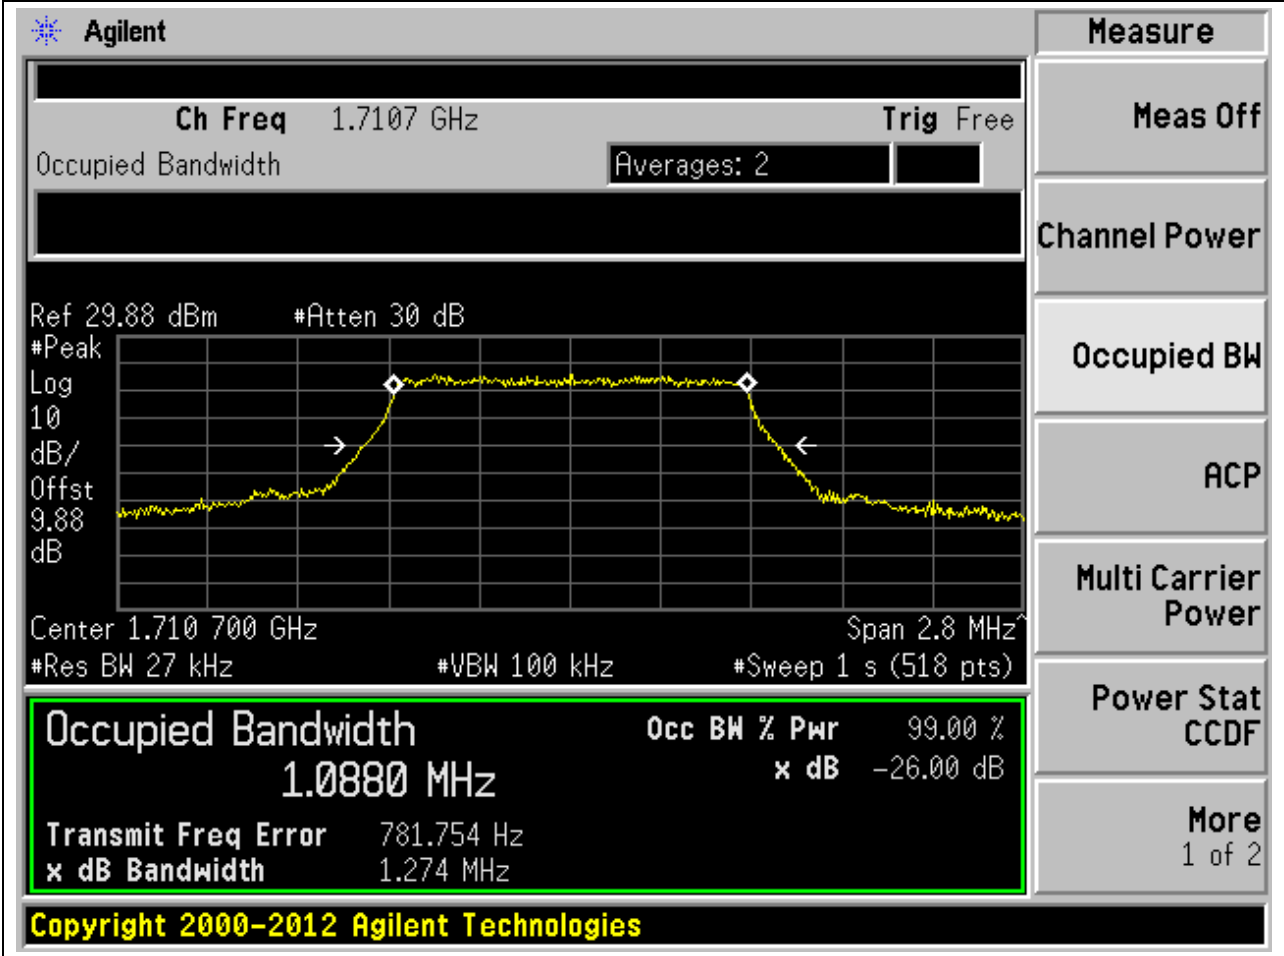 Agilent
Measure
Ch Freq 1.7107 GHz Trig Free
Occupied Bandwidth Averages: 2
Meas Off
Channel Power
Occupied BW
ACP
Multi Carrier
Power
Power Stat
CCDF
More
1 of 2
Ref 29.88 dBm #Atten 30 dB
#Peak
Log
10
dB/
Offst
9.88
dB
Center 1.710 700 GHz Span 2.8 MHz^
#Res BW 27 kHz #VBW 100 kHz #Sweep 1 s (518 pts)
Occupied Bandwidth Occ BW % Pwr 99.00 %
1.0880 MHz x dB -26.00 dB
Transmit Freq Error 781.754 Hz
x dB Bandwidth 1.274 MHz
Copyright 2000-2012 Agilent Technologies